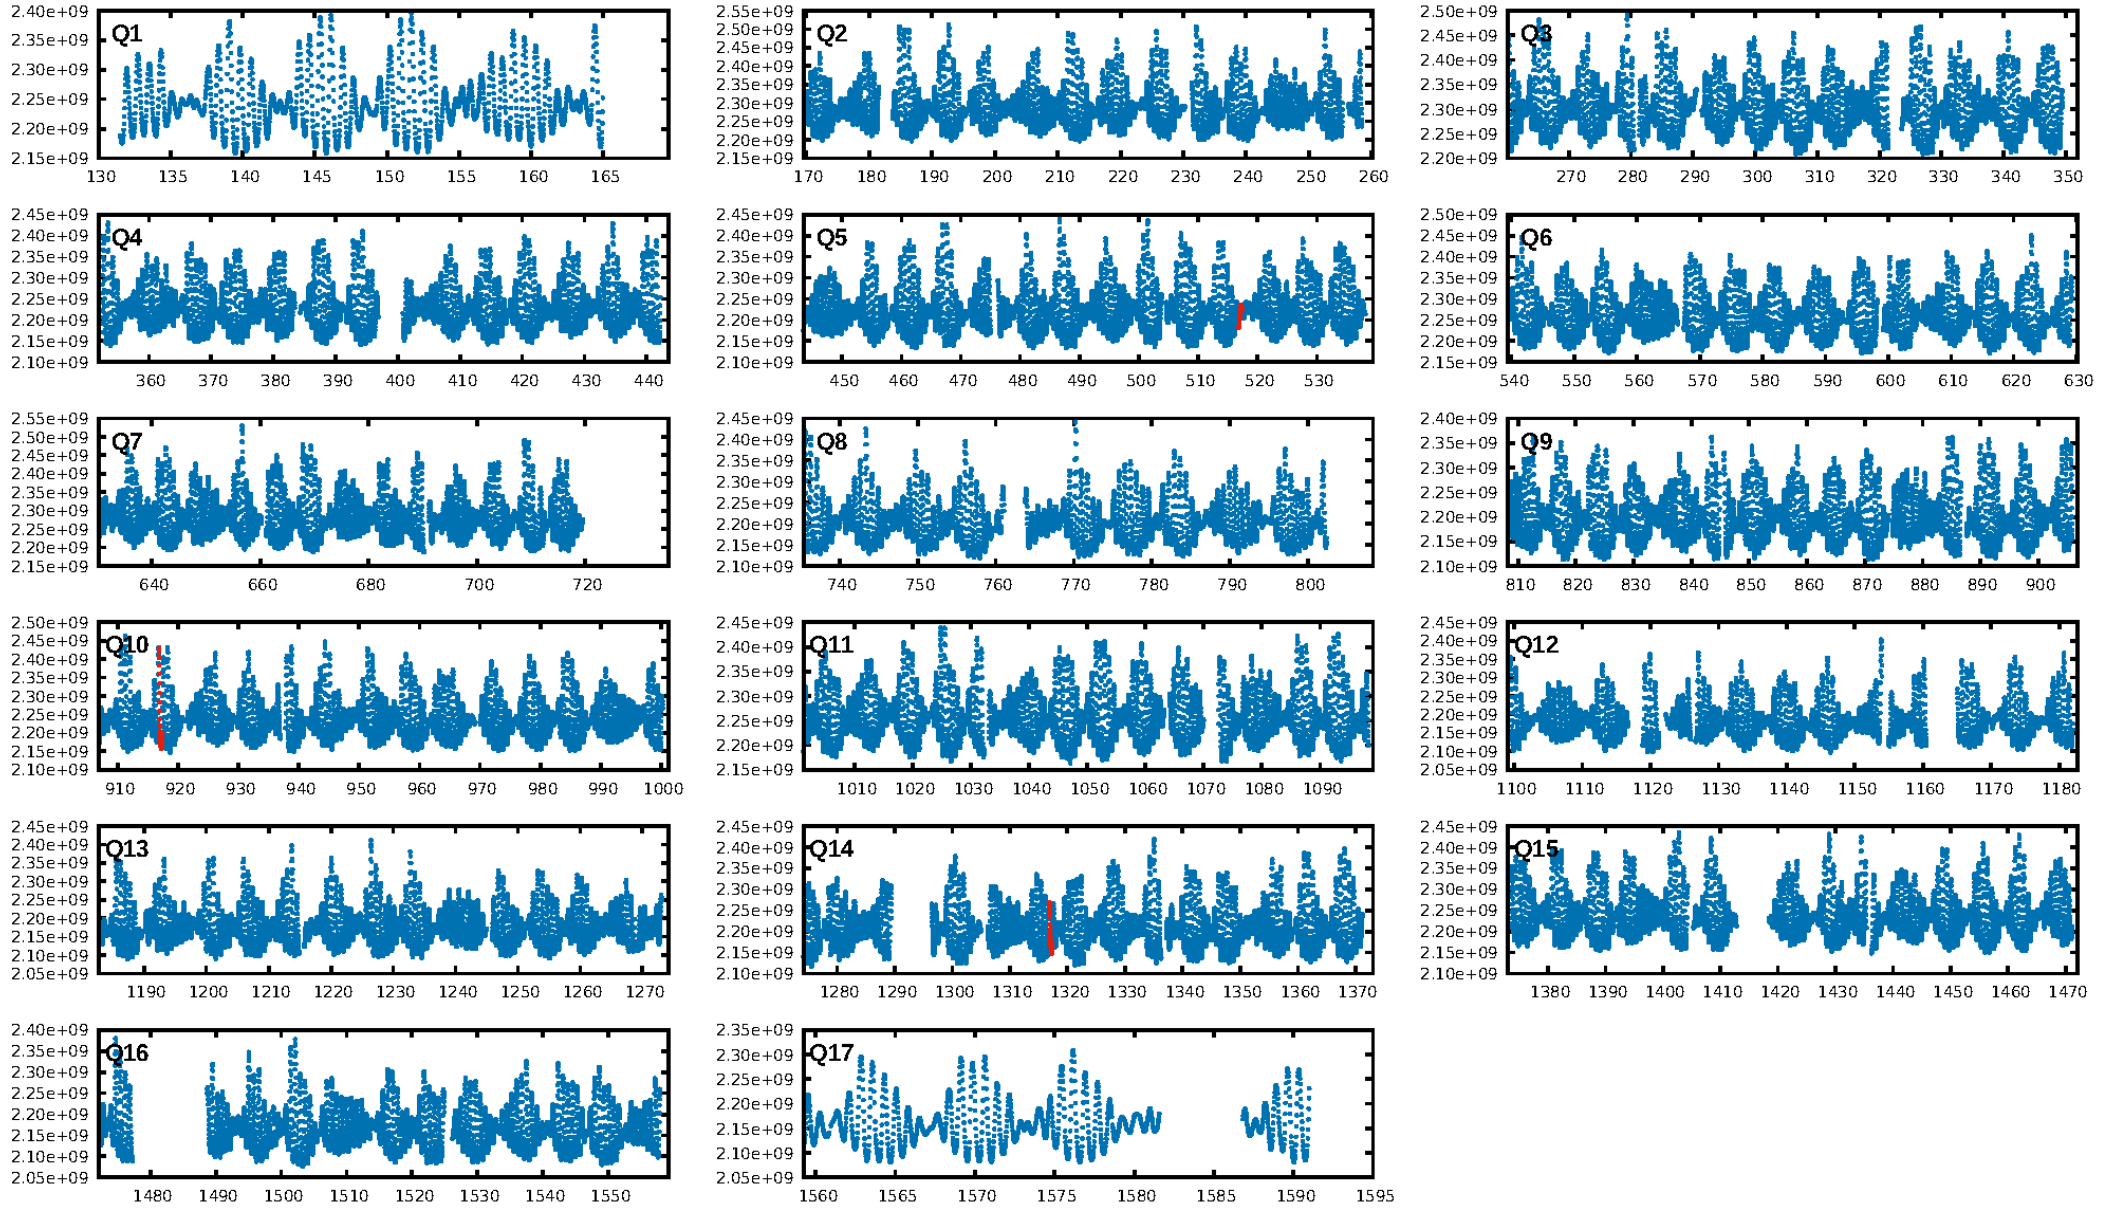 2.40e+09 2.35e+09 2.30e+09 2.25e+09 2.20e+09 2.15e+09
Q1
130 135 140 145 150 155 160 165
2.55e+09 2.50e+09 2.45e+09 2.40e+09 2.35e+09 2.30e+09 2.25e+09 2.20e+09 2.15e+09
Q2
170 180 190 200 210 220 230 240 250 260
2.50e+09 2.45e+09 2.40e+09 2.35e+09 2.30e+09 2.25e+09 2.20e+09
Q3
270 280 290 300 310 320 330 340 350
2.45e+09 2.40e+09 2.35e+09 2.30e+09 2.25e+09 2.20e+09 2.15e+09 2.10e+09
Q4
360 370 380 390 400 410 420 430 440
2.45e+09 2.40e+09 2.35e+09 2.30e+09 2.25e+09 2.20e+09 2.15e+09 2.10e+09
Q5
450 460 470 480 490 500 510 520 530
2.50e+09 2.45e+09 2.40e+09 2.35e+09 2.30e+09 2.25e+09 2.20e+09 2.15e+09
Q6
540 550 560 570 580 590 600 610 620 630
2.55e+09 2.50e+09 2.45e+09 2.40e+09 2.35e+09 2.30e+09 2.25e+09 2.20e+09 2.15e+09
Q7
640 660 680 700 720
2.45e+09 2.40e+09 2.35e+09 2.30e+09 2.25e+09 2.20e+09 2.15e+09 2.10e+09
Q8
740 750 760 770 780 790 800
2.40e+09 2.35e+09 2.30e+09 2.25e+09 2.20e+09 2.15e+09 2.10e+09
Q9
810 820 830 840 850 860 870 880 890 900
2.50e+09 2.45e+09 2.40e+09 2.35e+09 2.30e+09 2.25e+09 2.20e+09 2.15e+09 2.10e+09
Q10
910 920 930 940 950 960 970 980 990 1000
2.45e+09 2.40e+09 2.35e+09 2.30e+09 2.25e+09 2.20e+09 2.15e+09
Q11
1010 1020 1030 1040 1050 1060 1070 1080 1090
2.45e+09 2.40e+09 2.35e+09 2.30e+09 2.25e+09 2.20e+09 2.15e+09 2.10e+09 2.05e+09
Q12
1100 1110 1120 1130 1140 1150 1160 1170 1180
2.45e+09 2.40e+09 2.35e+09 2.30e+09 2.25e+09 2.20e+09 2.15e+09 2.10e+09 2.05e+09
Q13
1190 1200 1210 1220 1230 1240 1250 1260 1270
2.45e+09 2.40e+09 2.35e+09 2.30e+09 2.25e+09 2.20e+09 2.15e+09 2.10e+09
Q14
1280 1290 1300 1310 1320 1330 1340 1350 1360 1370
2.45e+09 2.40e+09 2.35e+09 2.30e+09 2.25e+09 2.20e+09 2.15e+09 2.10e+09
Q15
1380 1390 1400 1410 1420 1430 1440 1450 1460 1470
2.40e+09 2.35e+09 2.30e+09 2.25e+09 2.20e+09 2.15e+09 2.10e+09 2.05e+09
Q16
1480 1490 1500 1510 1520 1530 1540 1550
2.35e+09 2.30e+09 2.25e+09 2.20e+09 2.15e+09 2.10e+09 2.05e+09
Q17
1560 1565 1570 1575 1580 1585 1590 1595